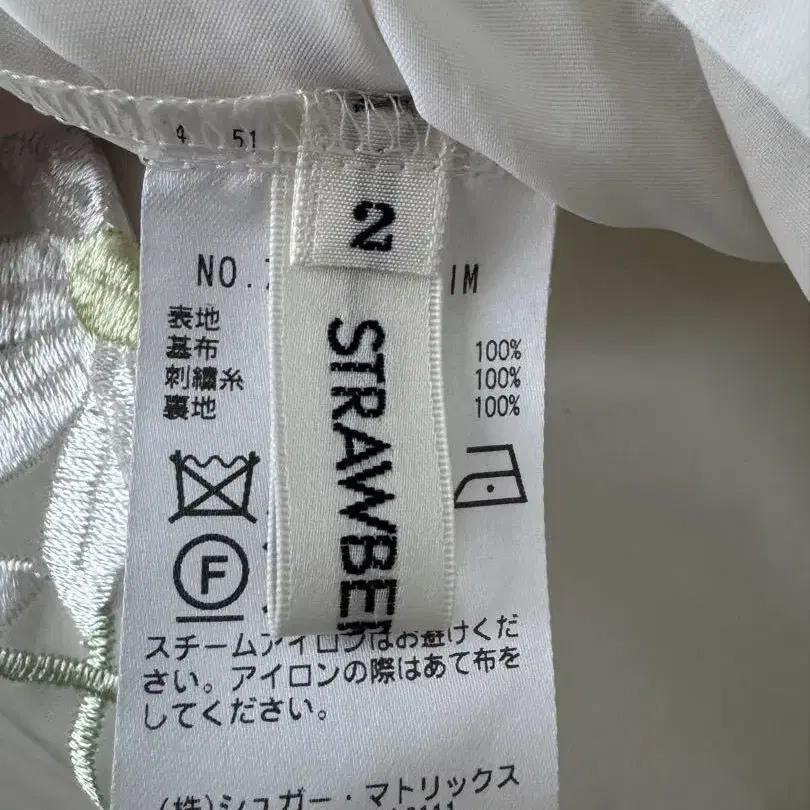 4 51
2
NO. IM
表地
基布 100%
刺繍糸 100%
裏地 100%
STRAWBE
F
スチームアイロンはお避けくだ
さい。アイロンの際はあて布を
してください。
(株)シュガー・マトリックス